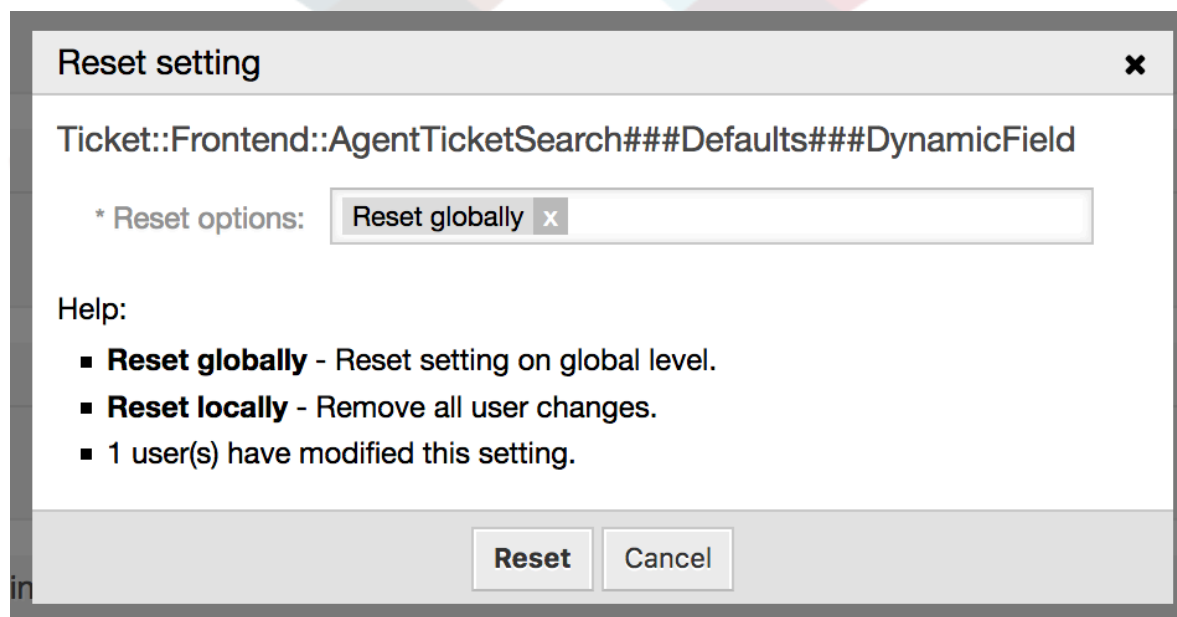 Reset setting ✖
Ticket::Frontend::AgentTicketSearch###Defaults###DynamicField
* Reset options: Reset globally x
Help:
▪ Reset globally - Reset setting on global level.
▪ Reset locally - Remove all user changes.
▪ 1 user(s) have modified this setting.
Reset Cancel
in